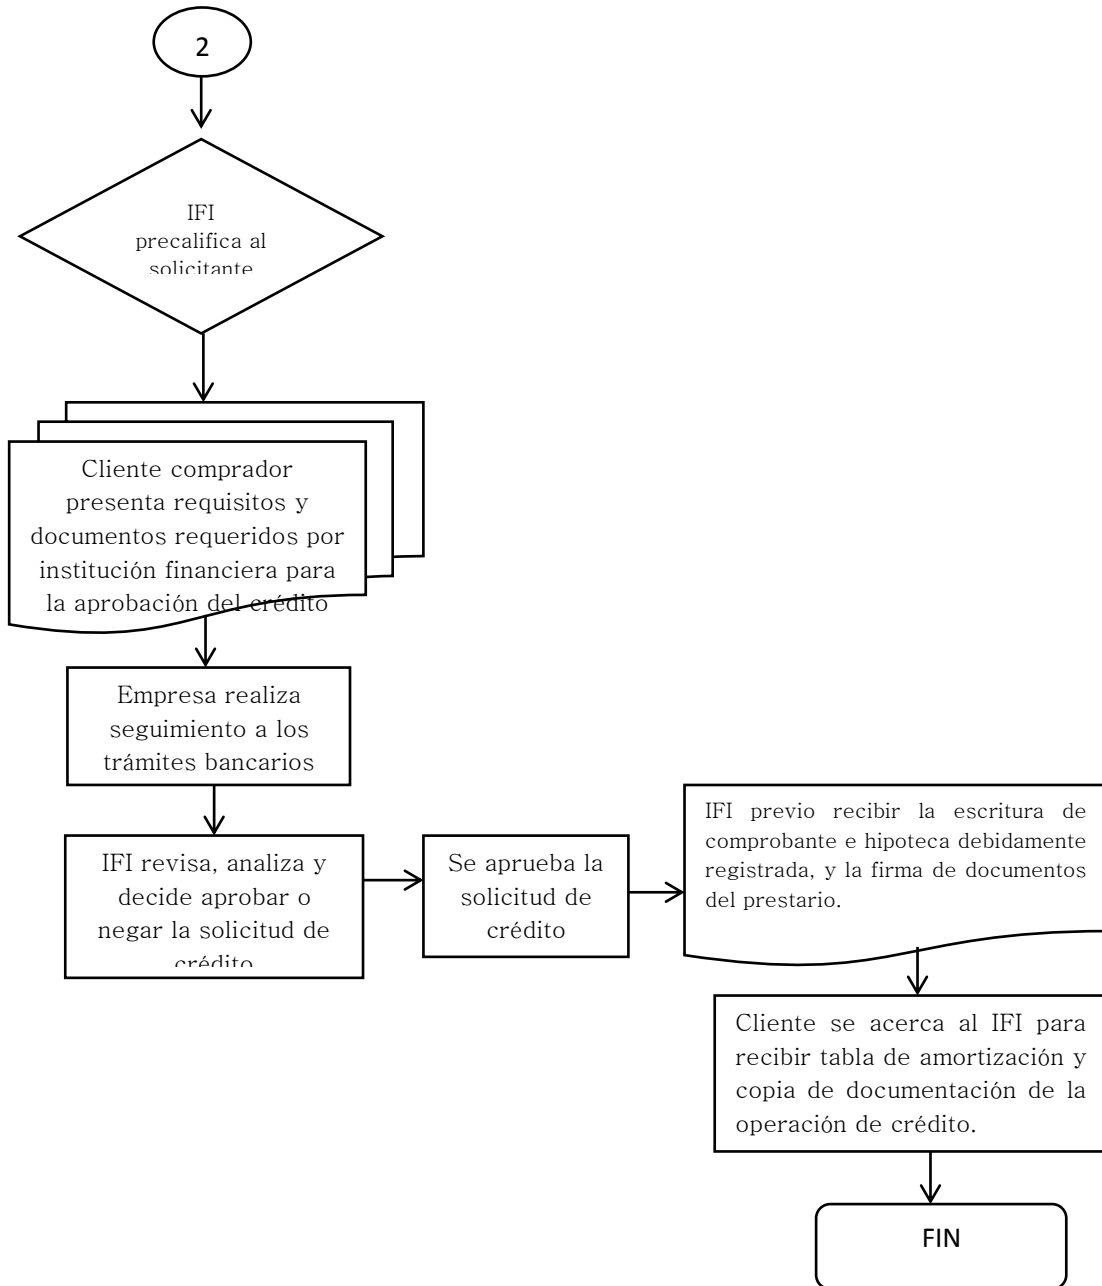 2
IFI
precalifica al
solicitante
Cliente comprador
presenta requisitos y
documentos requeridos por
institución financiera para
la aprobación del crédito
Empresa realiza
seguimiento a los
trámites bancarios
IFI revisa, analiza y
decide aprobar o
negar la solicitud de
crédito
Se aprueba la
solicitud de
crédito
IFI previo recibir la escritura de
comprobante e hipoteca debidamente
registrada, y la firma de documentos
del prestario.
Cliente se acerca al IFI para
recibir tabla de amortización y
copia de documentación de la
operación de crédito.
FIN